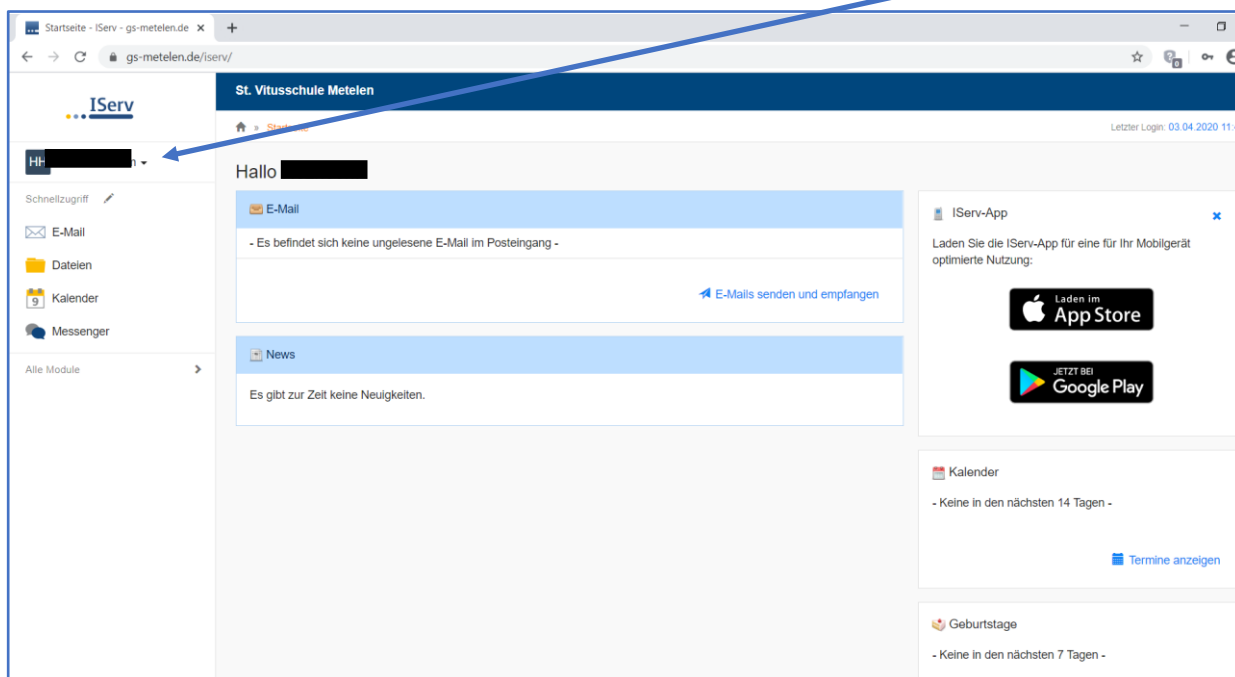 Startseite - IServ - gs-metelen.de
gs-metelen.de/iserv/
IServ
St. Vitusschule Metelen
Startseite
Letzter Login: 03.04.2020 11:
HH
Hallo
Schnellzugriff
E-Mail
Dateien
9
Kalender
Messenger
Alle Module
E-Mail
- Es befindet sich keine ungelesene E-Mail im Posteingang -
E-Mails senden und empfangen
News
Es gibt zur Zeit keine Neuigkeiten.
IServ-App
Laden Sie die IServ-App für eine für Ihr Mobilgerät
optimierte Nutzung:
Laden im
App Store
JETZT BEI
Google Play
Kalender
- Keine in den nächsten 14 Tagen -
Termine anzeigen
Geburtstage
- Keine in den nächsten 7 Tagen -